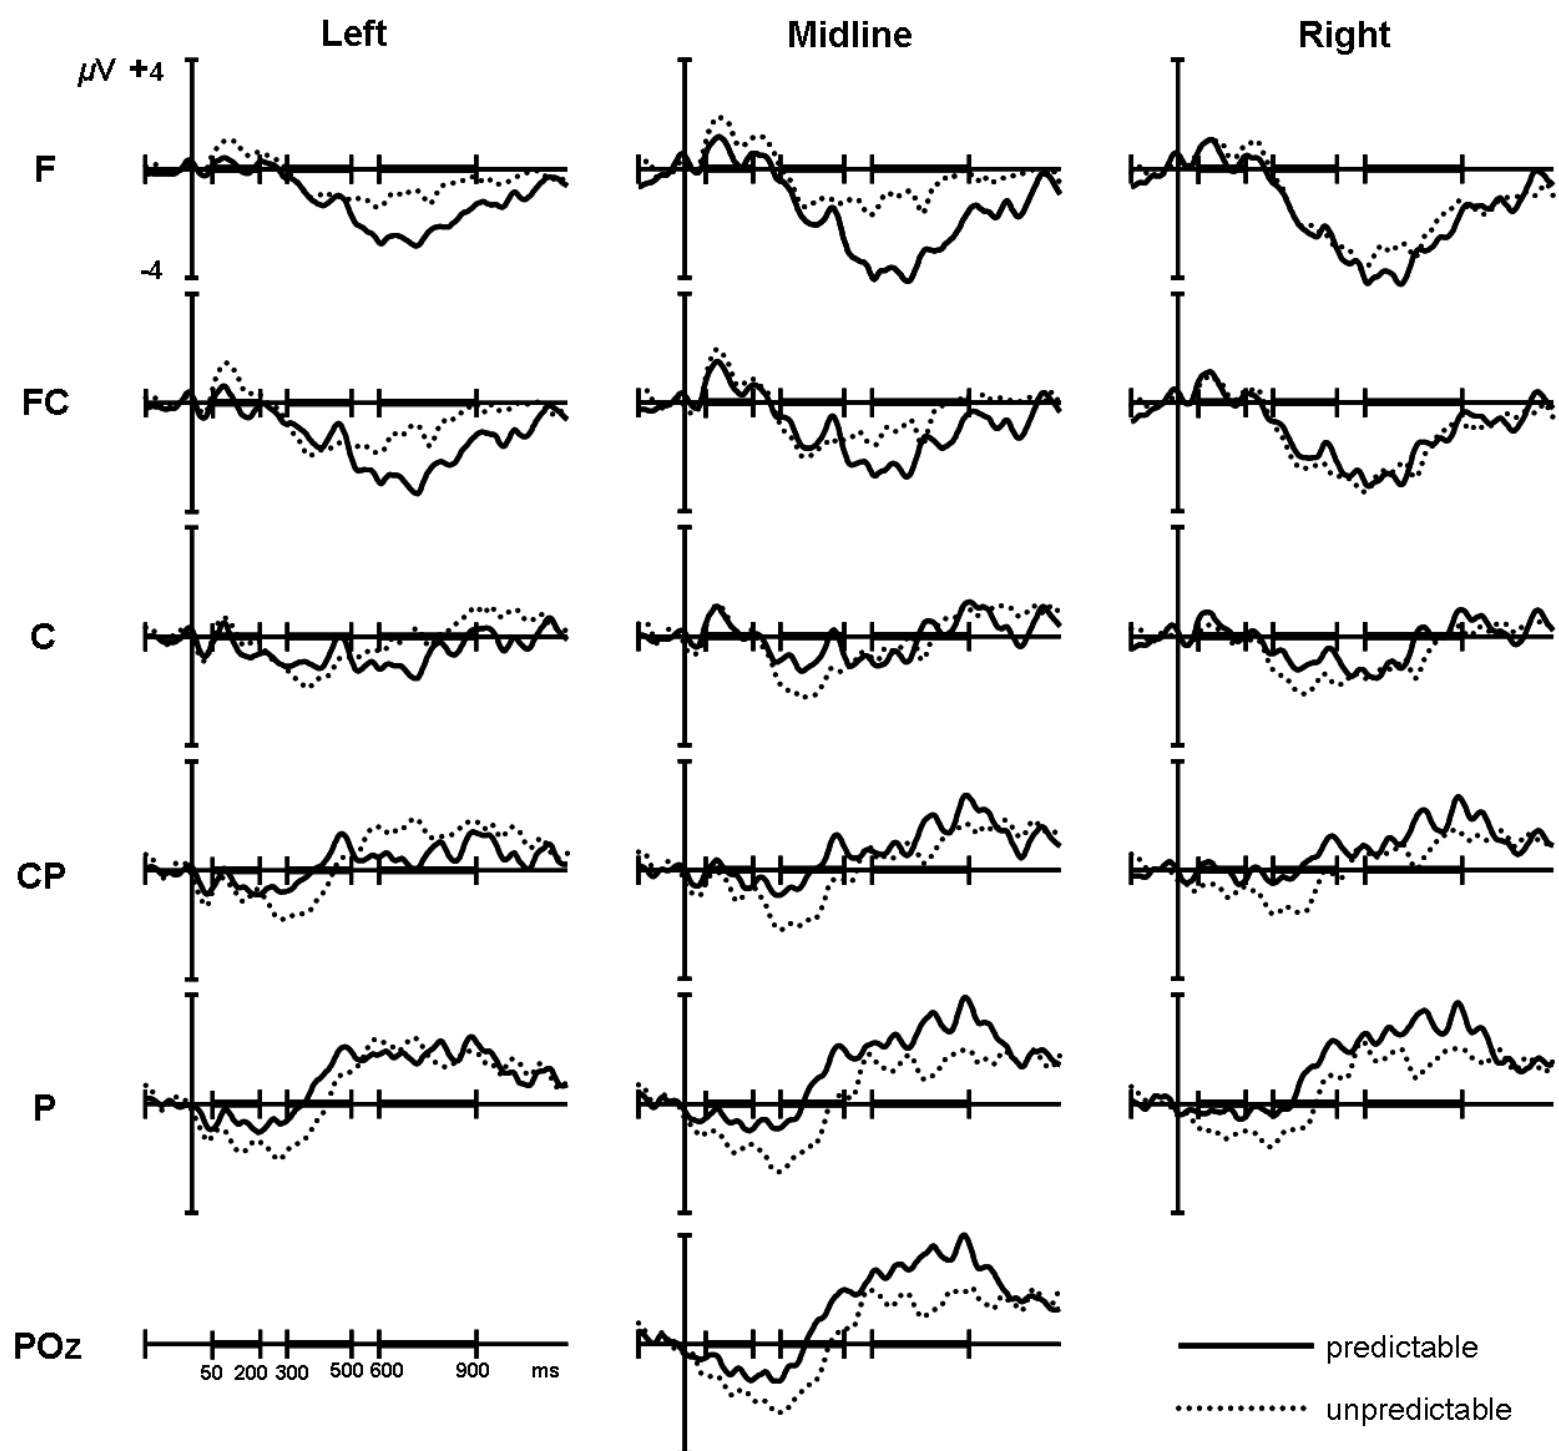 Left Midline Right
µV +4
F
-4
FC
C
CP
P
POz
50 200 300 500 600 900 ms
predictable
unpredictable